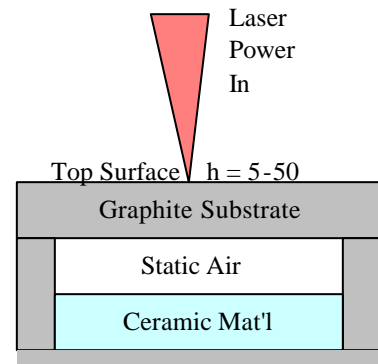 Laser
Power
In
Top Surface h = 5-50
Graphite Substrate
Static Air
Ceramic Mat'l